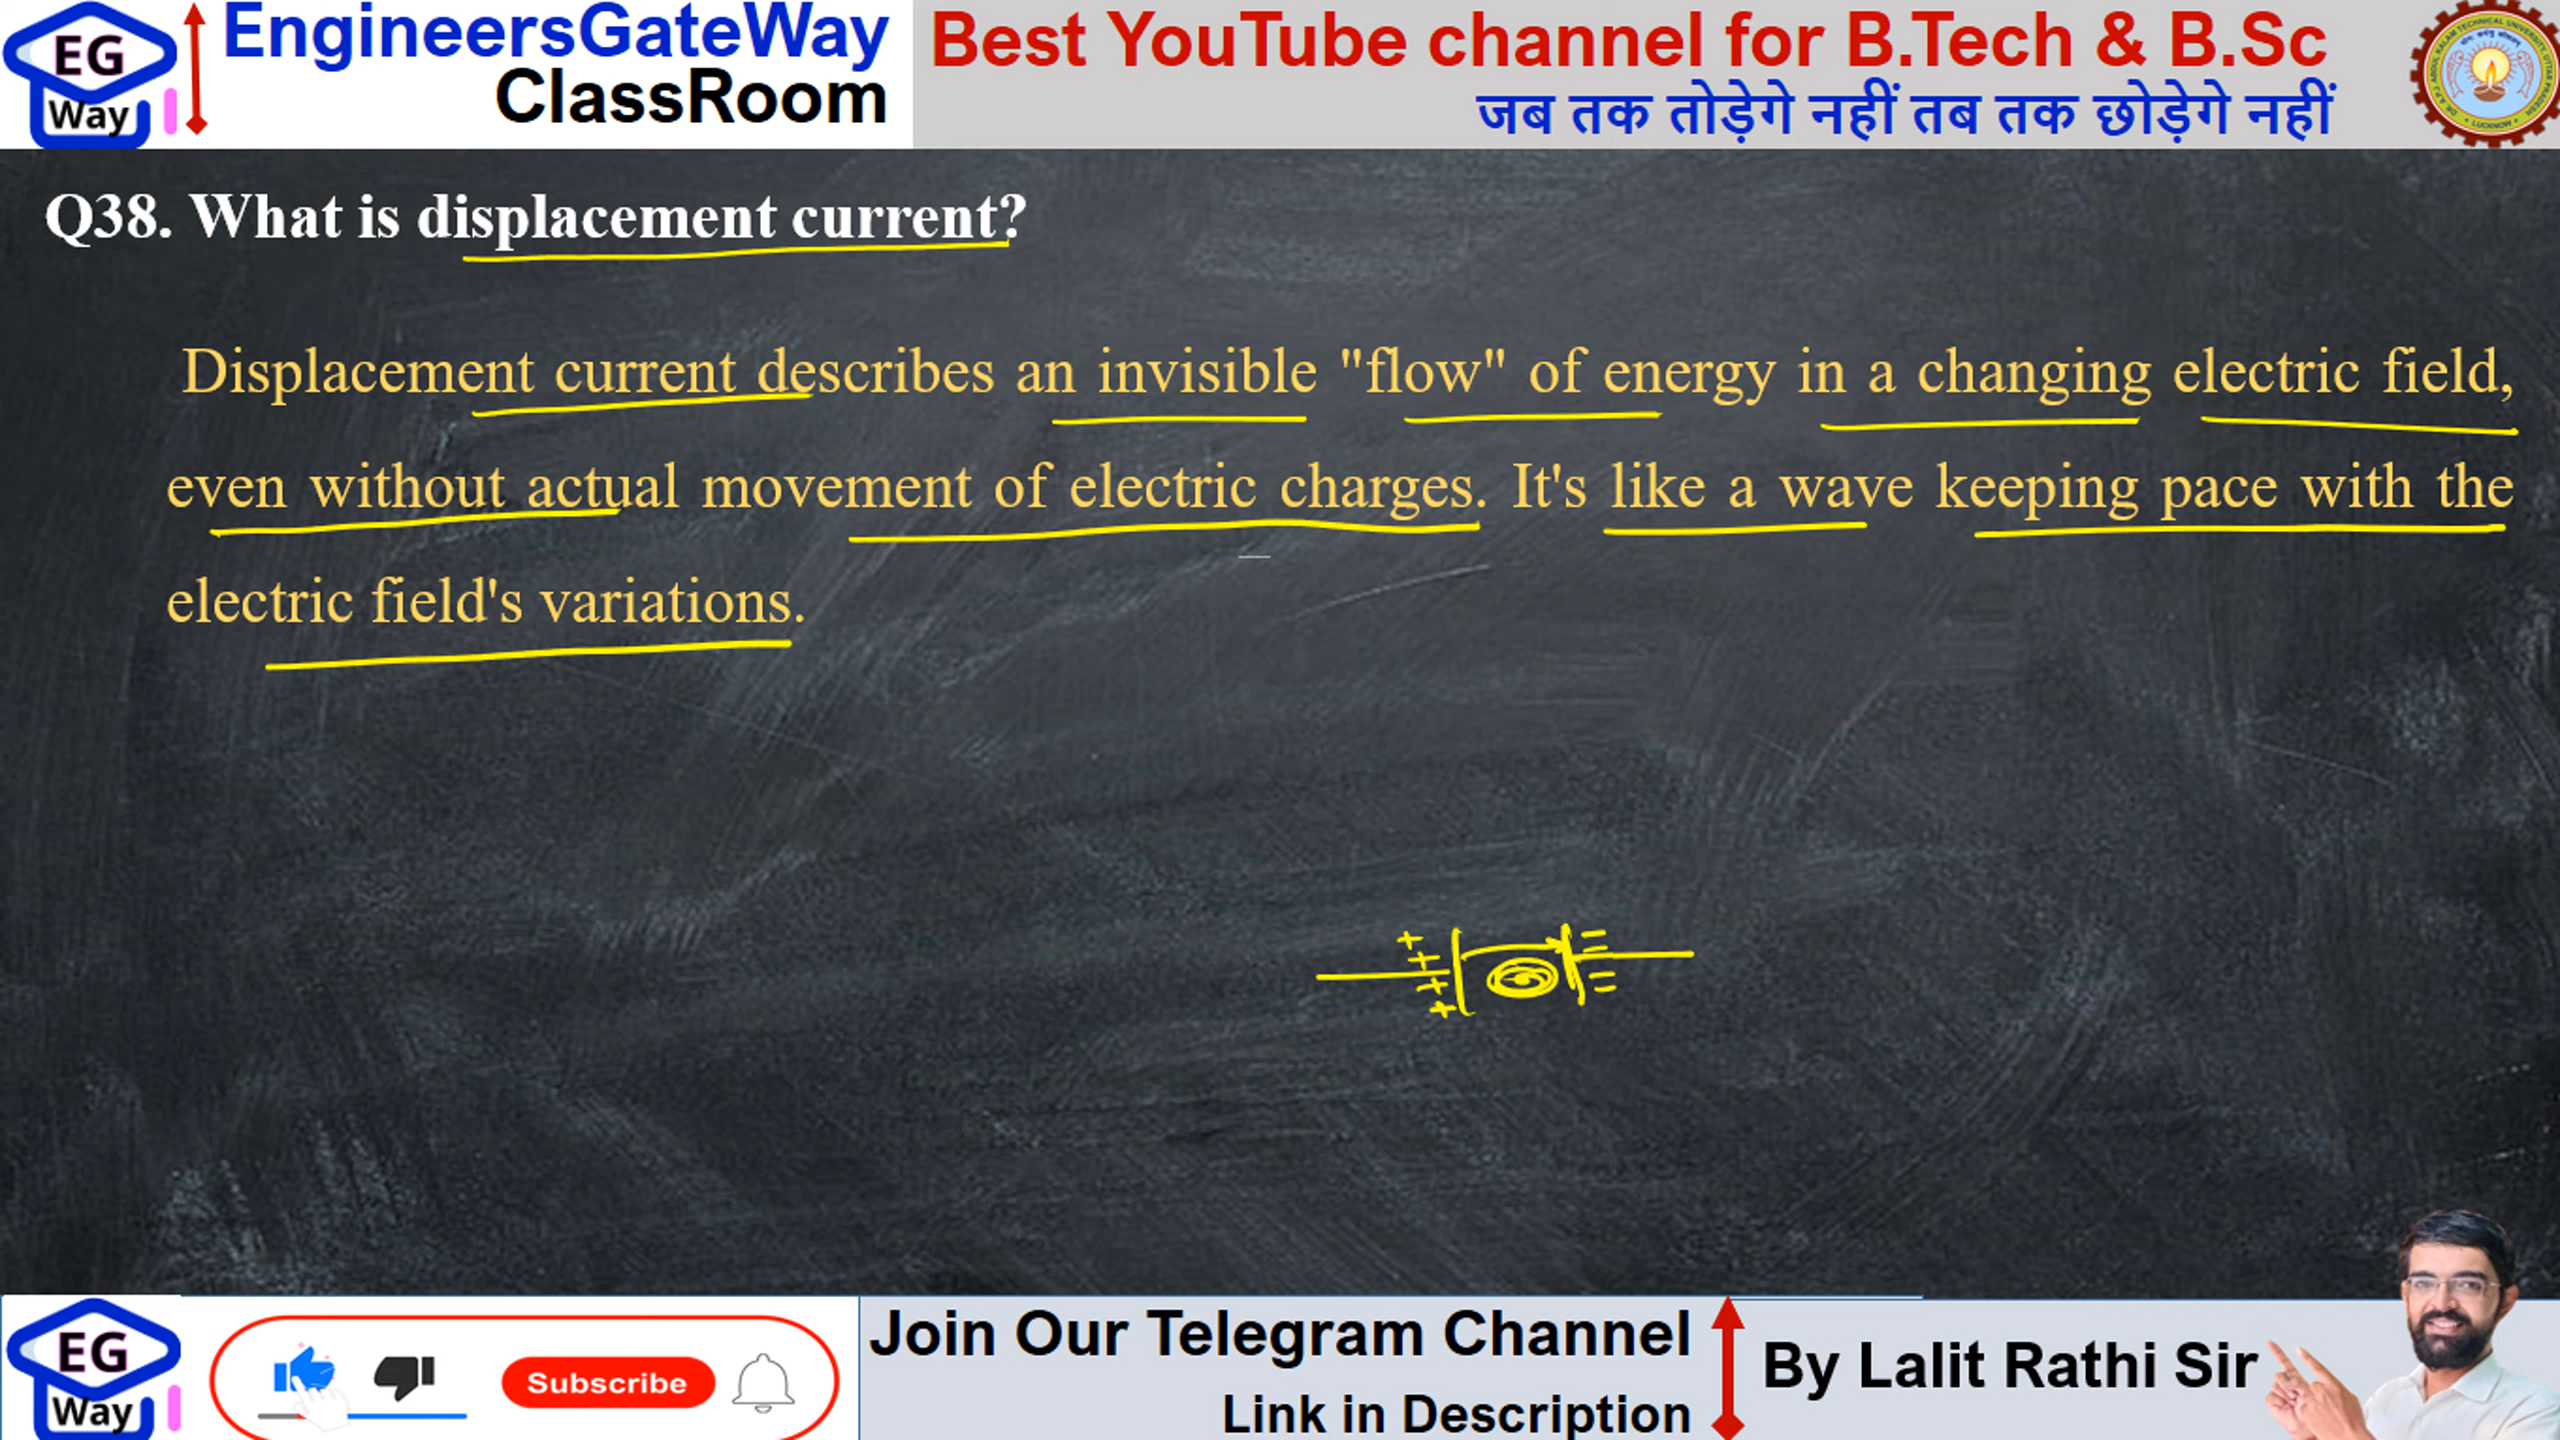 EG
Way
EngineersGateWay
ClassRoom
Best YouTube channel for B.Tech & B.Sc
जब तक तोड़ेगे नहीं तब तक छोड़ेगे नहीं
Q38. What is displacement current?
Displacement current describes an invisible "flow" of energy in a changing electric field,
even without actual movement of electric charges. It's like a wave keeping pace with the
electric field's variations.
EG
Way
Subscribe
Join Our Telegram Channel
Link in Description
By Lalit Rathi Sir